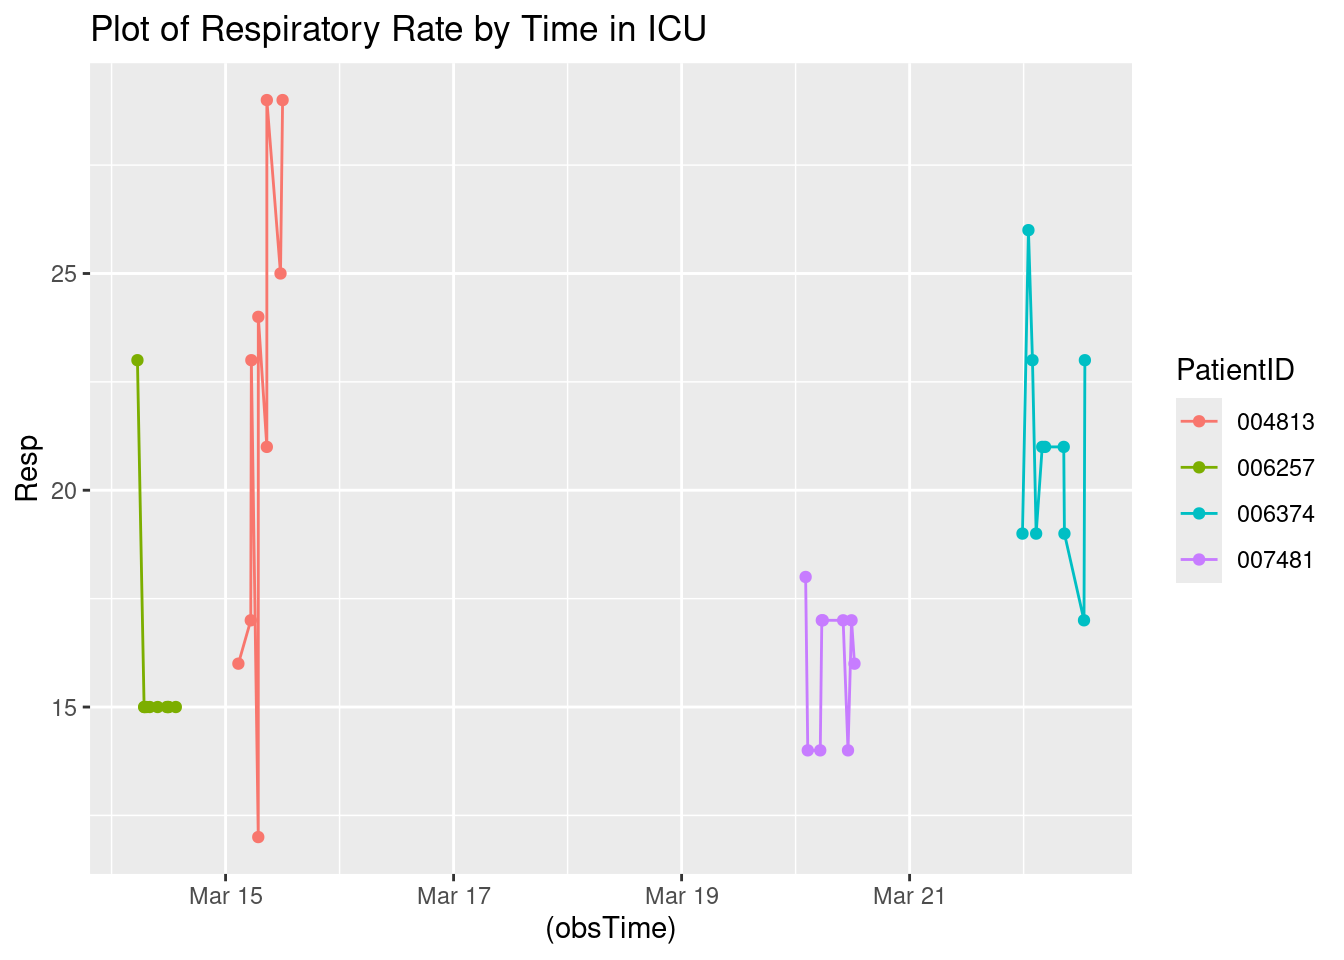 Plot of Respiratory Rate by Time in ICU
Resp
25
20
15
Mar 15
Mar 17
Mar 19
Mar 21
(obsTime)
PatientID
004813
006257
006374
007481